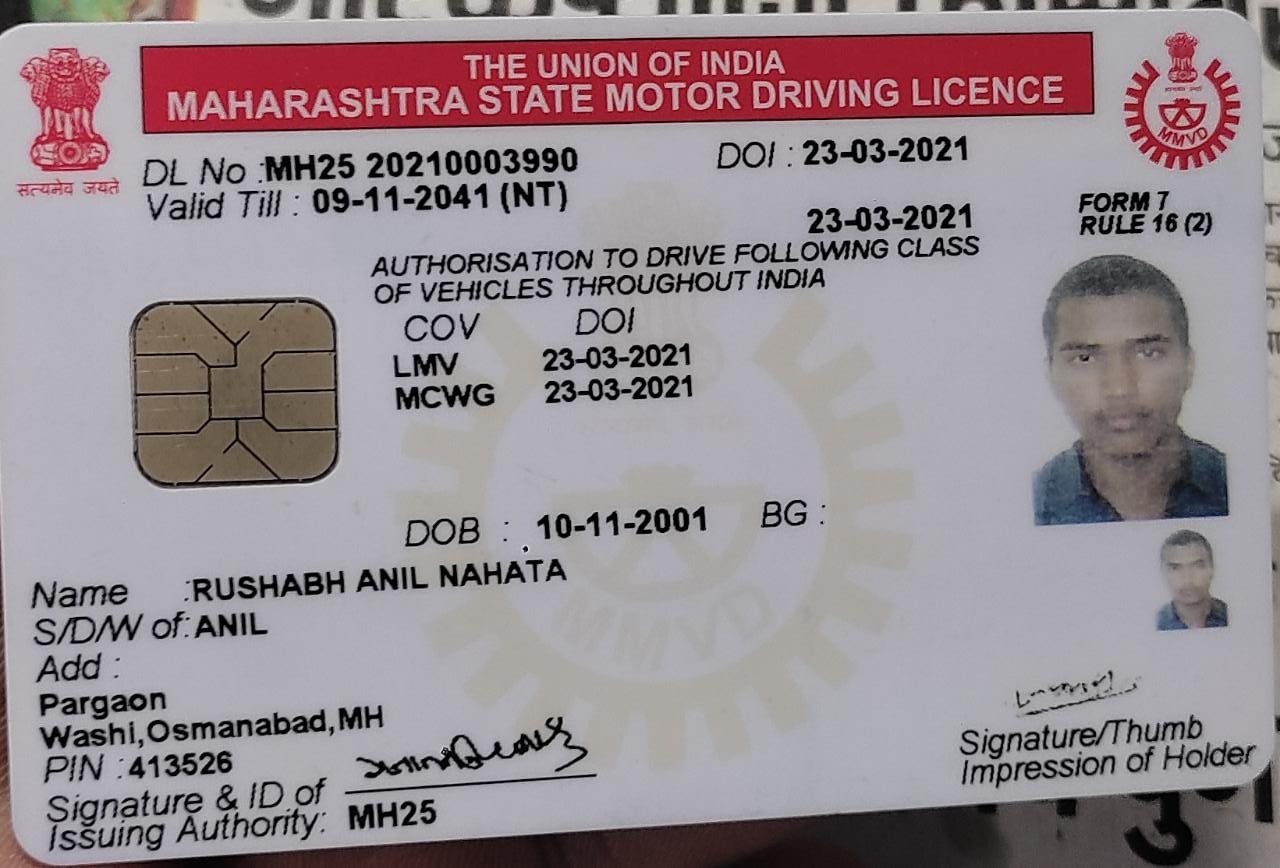 THE UNION OF INDIA
MAHARASHTRA STATE MOTOR DRIVING LICENCE
सत्यमेव जयते
MMVD
DL No :MH25 20210003990 DOI : 23-03-2021
Valid Till : 09-11-2041 (NT) 23-03-2021
FORM 7
RULE 16 (2)
AUTHORISATION TO DRIVE FOLLOWING CLASS
OF VEHICLES THROUGHOUT INDIA
COV DOI
LMV 23-03-2021
MCWG 23-03-2021
DOB : 10-11-2001 BG :
MMVD
Name :RUSHABH ANIL NAHATA
S/D/W of:ANIL
Add :
Pargaon
Washi,Osmanabad,MH
PIN :413526
Signature & ID of
Issuing Authority: MH25
Signature/Thumb
Impression of Holder